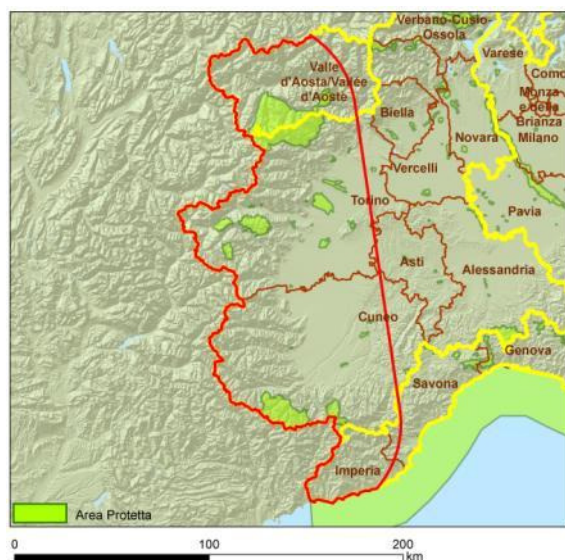 Verbano-Cusio
Ossola
Varese
Valle
d'Aosta/Vallée
d'Aoste
Como
Monza
e della
Brianza
Biella
Novara
Milano
Vercelli
Torino
Pavia
Asti
Alessandria
Cuneo
Genova
Savona
Imperia
Area Protetta
0 100 200
km